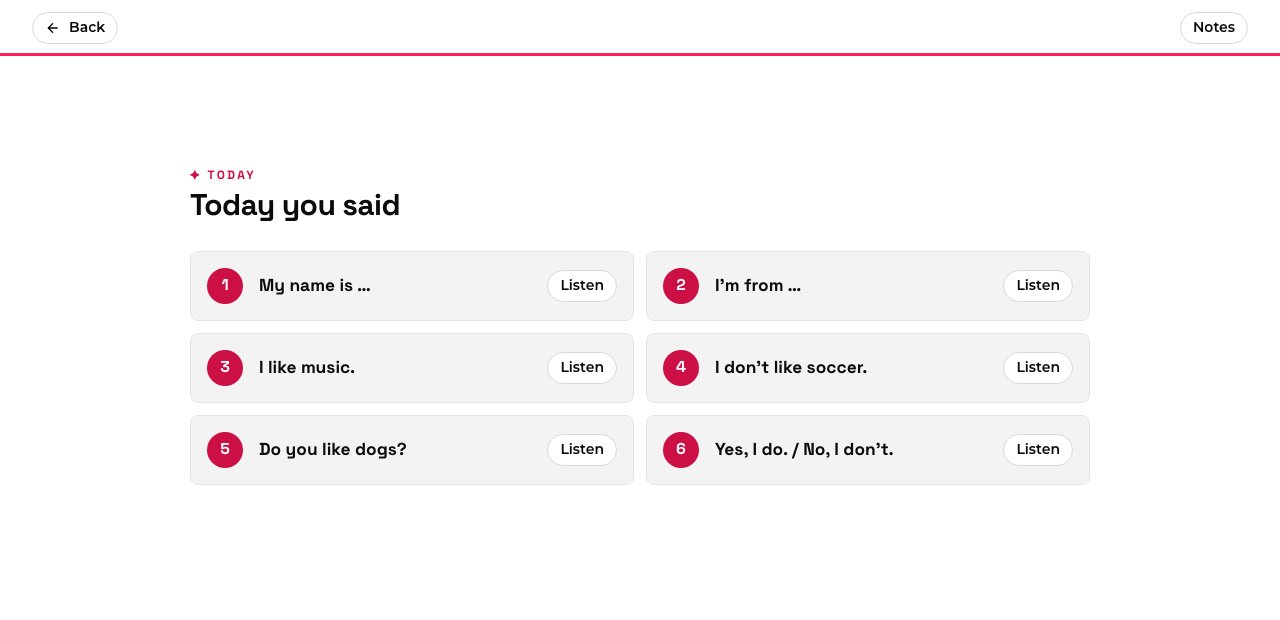 Back
Notes
TODAY
Today you said
1 My name is ... Listen
2 I'm from ... Listen
3 I like music. Listen
4 I don't like soccer. Listen
5 Do you like dogs? Listen
6 Yes, I do. / No, I don't. Listen